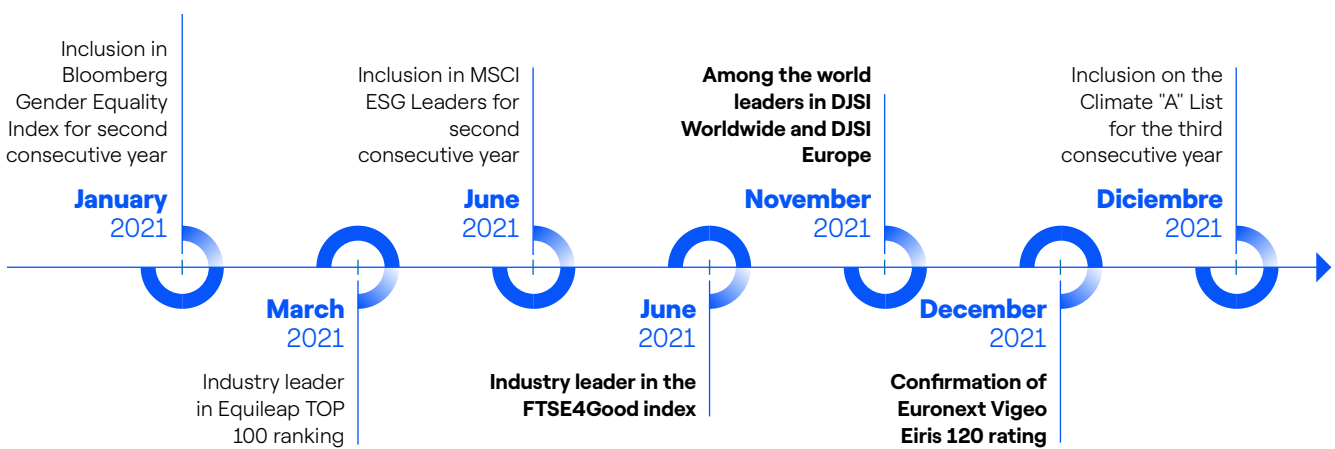 Inclusion in
Bloomberg
Gender Equality
Index for second
consecutive year
January
2021
March
2021
Industry leader
in Equileap TOP
100 ranking
Inclusion in MSCI
ESG Leaders for
second
consecutive year
June
2021
June
2021
Industry leader in the
FTSE4Good index
Among the world
leaders in DJSI
Worldwide and DJSI
Europe
November
2021
December
2021
Confirmation of
Euronext Vigeo
Eiris 120 rating
Inclusion on the
Climate "A" List
for the third
consecutive year
Diciembre
2021